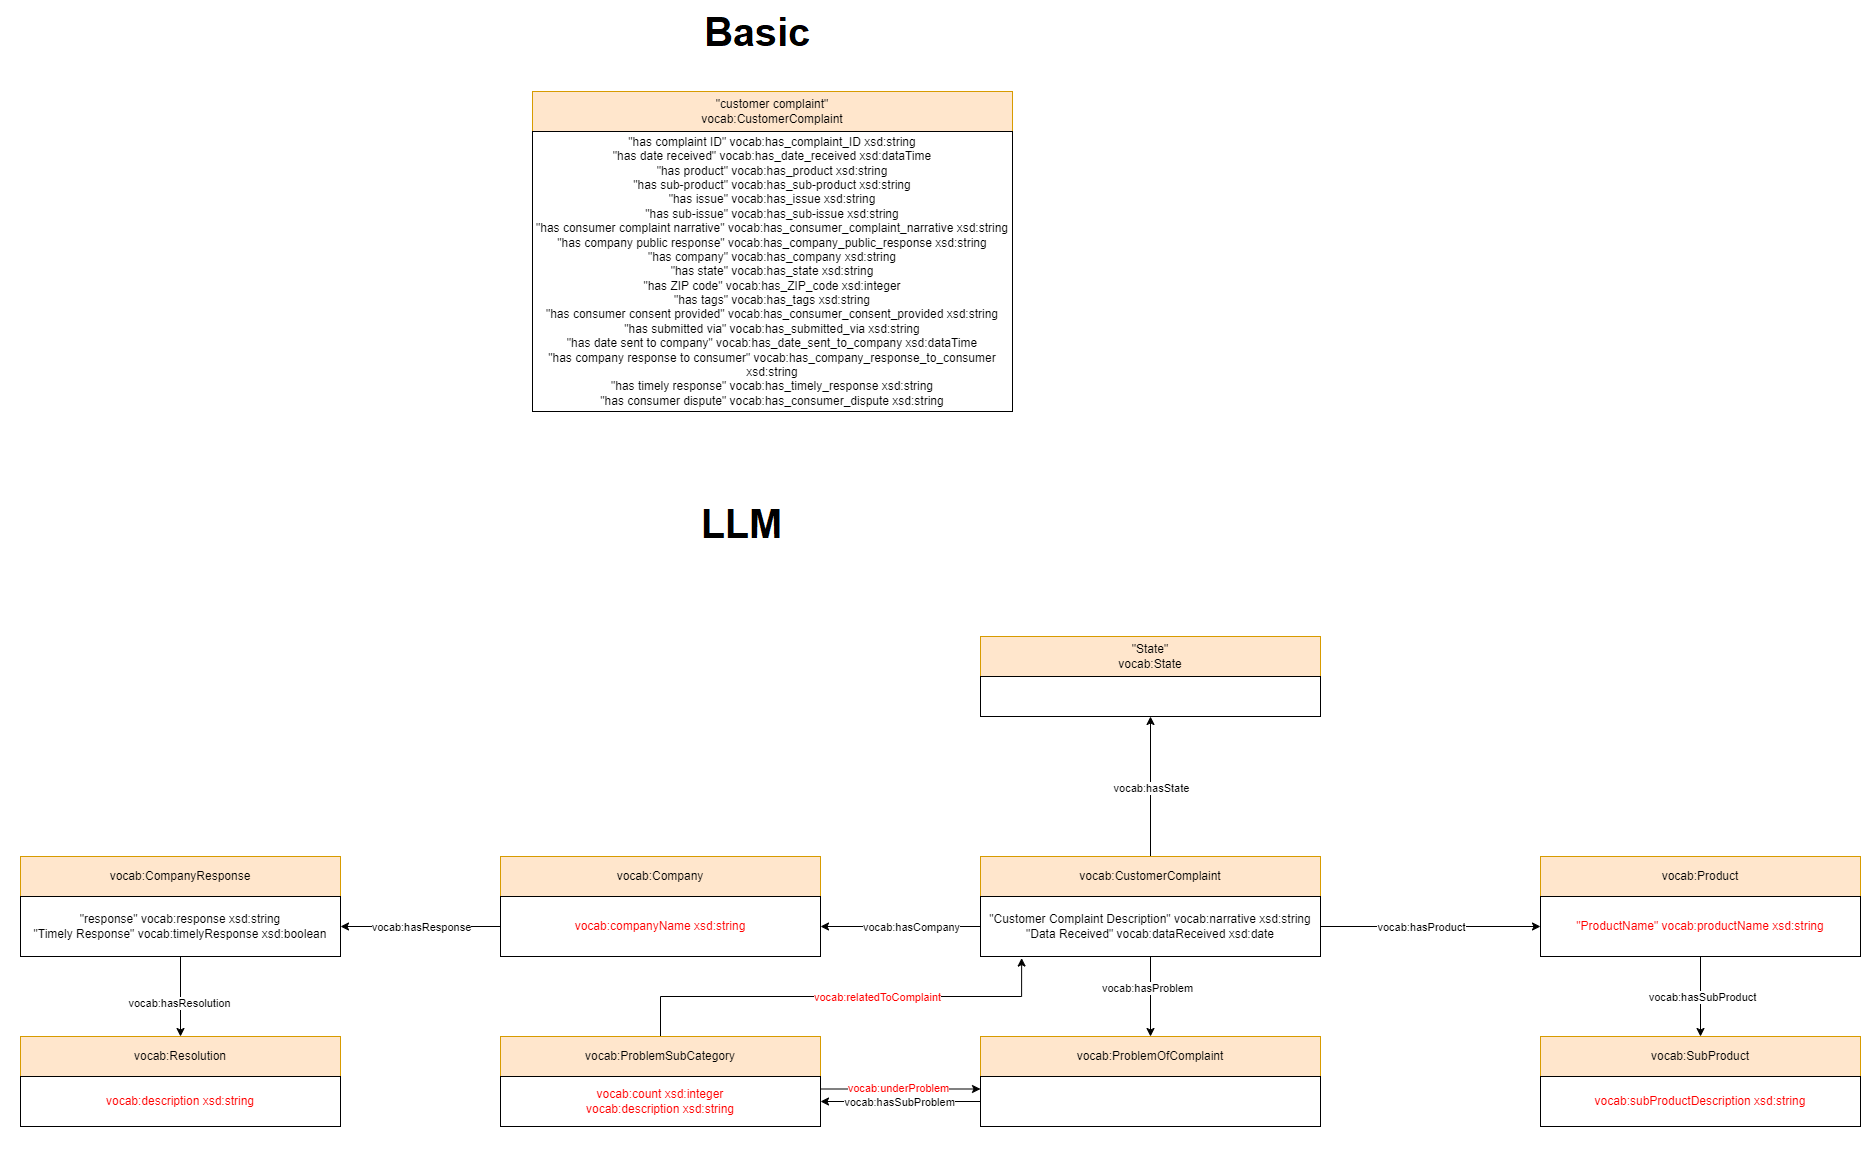 Basic
"customer complaint"
vocab:CustomerComplaint
"has complaint ID" vocab:has_complaint_ID xsd:string
"has date received" vocab:has_date_received xsd:dataTime
"has product" vocab:has_product xsd:string
"has sub-product" vocab:has_sub-product xsd:string
"has issue" vocab:has_issue xsd:string
"has sub-issue" vocab:has_sub-issue xsd:string
"has consumer complaint narrative" vocab:has_consumer_complaint_narrative xsd:string
"has company public response" vocab:has_company_public_response xsd:string
"has company" vocab:has_company xsd:string
"has state" vocab:has_state xsd:string
"has ZIP code" vocab:has_ZIP_code xsd:integer
"has tags" vocab:has_tags xsd:string
"has consumer consent provided" vocab:has_consumer_consent_provided xsd:string
"has submitted via" vocab:has_submitted_via xsd:string
"has date sent to company" vocab:has_date_sent_to_company xsd:dataTime
"has company response to consumer" vocab:has_company_response_to_consumer
xsd:string
"has timely response" vocab:has_timely_response xsd:string
"has consumer dispute" vocab:has_consumer_dispute xsd:string
LLM
"State"
vocab:State
vocab:hasState
vocab:CompanyResponse
"response" vocab:response xsd:string
"Timely Response" vocab:timelyResponse xsd:boolean
vocab:hasResponse
vocab:Company
vocab:companyName xsd:string
vocab:hasCompany
vocab:CustomerComplaint
"Customer Complaint Description" vocab:narrative xsd:string
"Data Received" vocab:dataReceived xsd:date
vocab:hasProduct
vocab:Product
"ProductName" vocab:productName xsd:string
vocab:hasResolution
vocab:relatedToComplaint
vocab:hasProblem
vocab:hasSubProduct
vocab:Resolution
vocab:description xsd:string
vocab:ProblemSubCategory
vocab:count xsd:integer
vocab:description xsd:string
vocab:underProblem
vocab:hasSubProblem
vocab:ProblemOfComplaint
vocab:SubProduct
vocab:subProductDescription xsd:string